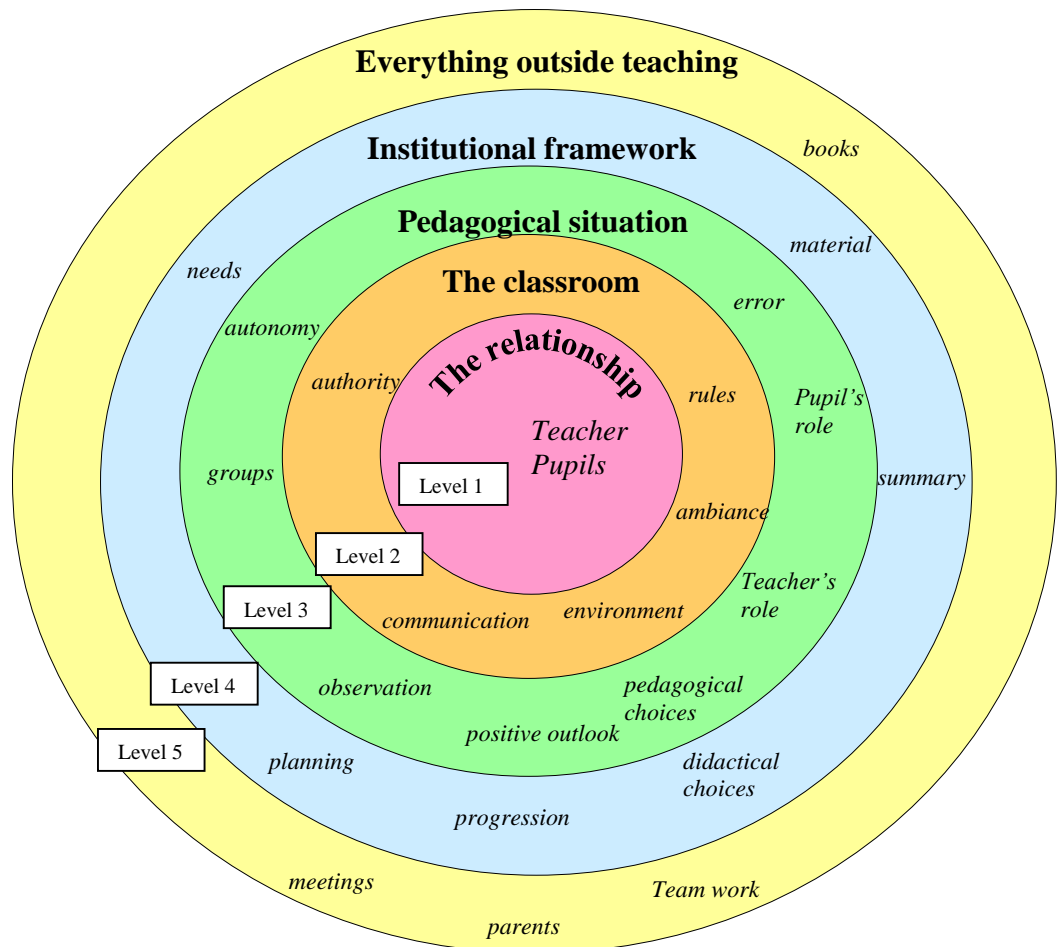 Everything outside teaching
books
Institutional framework
material
needs
Pedagogical situation
error
autonomy
The classroom
The relationship
authority
rules
Pupil's
role
Teacher
Pupils
groups
summary
Level 1
ambiance
Level 2
Teacher's
role
Level 3
communication
environment
Level 4
observation
pedagogical
choices
positive outlook
Level 5
planning
didactical
choices
progression
meetings
Team work
parents